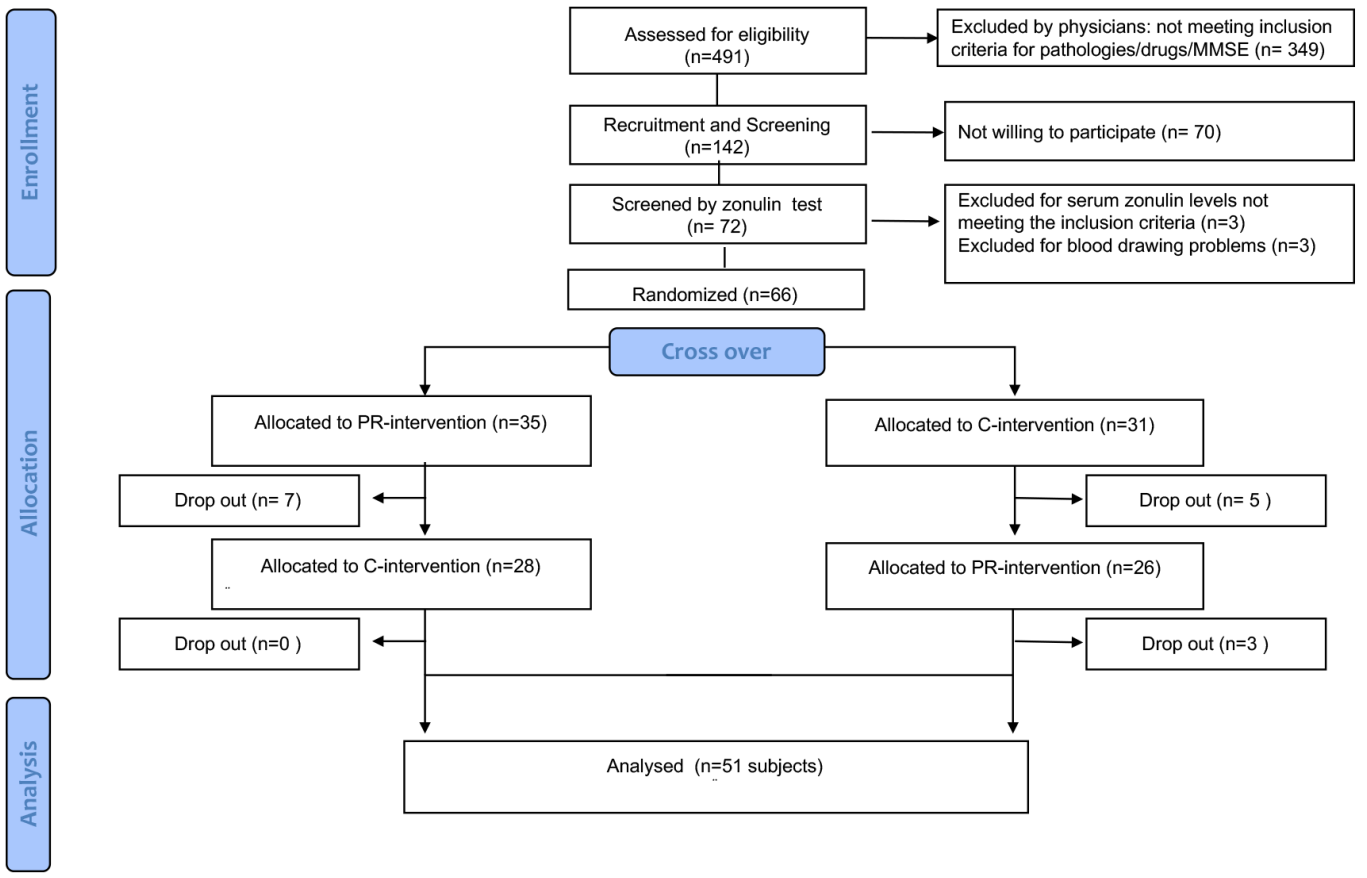 Enrollment
Assessed for eligibility
(n=491)
Excluded by physicians: not meeting inclusion
criteria for pathologies/drugs/MMSE (n= 349)
Recruitment and Screening
(n=142)
Not willing to participate (n= 70)
Screened by zonulin  test
(n= 72)
Excluded for serum zonulin levels not
meeting the inclusion criteria (n=3)
Excluded for blood drawing problems (n=3)
Randomized (n=66)
Allocation
Cross over
Allocated to PR-intervention (n=35)
Allocated to C-intervention (n=31)
Drop out (n= 7)
Drop out (n= 5 )
Allocated to C-intervention (n=28)
¨
Allocated to PR-intervention (n=26)
Drop out (n=0 )
Drop out (n=3 )
Analysis
Analysed  (n=51 subjects)
¨